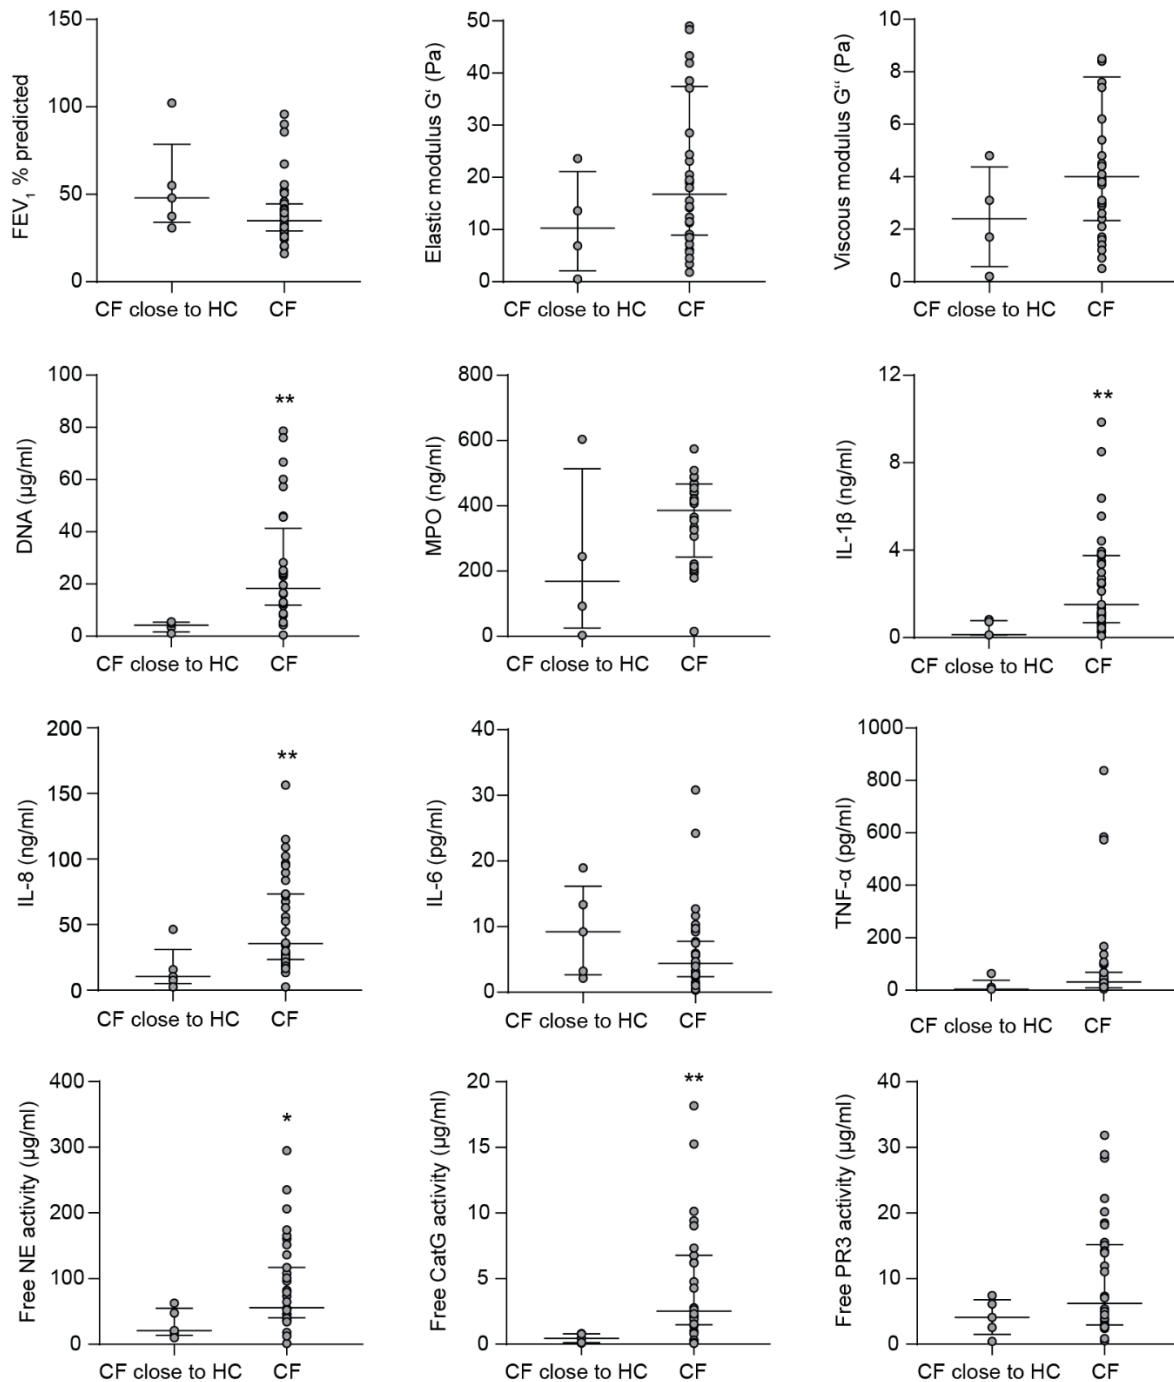 FEV1 % predicted
150
100
50
0
CF close to HC CF
Elastic modulus G‘ (Pa)
50
40
30
20
10
0
CF close to HC CF
Viscous modulus G“ (Pa)
10
8
6
4
2
0
CF close to HC CF
DNA (µg/ml)
100
80
60
40
20
0
**
CF close to HC CF
MPO (ng/ml)
800
600
400
200
0
CF close to HC CF
IL-1β (ng/ml)
12
8
4
0
**
CF close to HC CF
IL-8 (ng/ml)
200
150
100
50
0
**
CF close to HC CF
IL-6 (pg/ml)
40
30
20
10
0
CF close to HC CF
TNF-α (pg/ml)
1000
800
600
400
200
0
CF close to HC CF
Free NE activity (µg/ml)
400
300
200
100
0
*
CF close to HC CF
Free CatG activity (µg/ml)
20
15
10
5
0
**
CF close to HC CF
Free PR3 activity (µg/ml)
40
30
20
10
0
CF close to HC CF